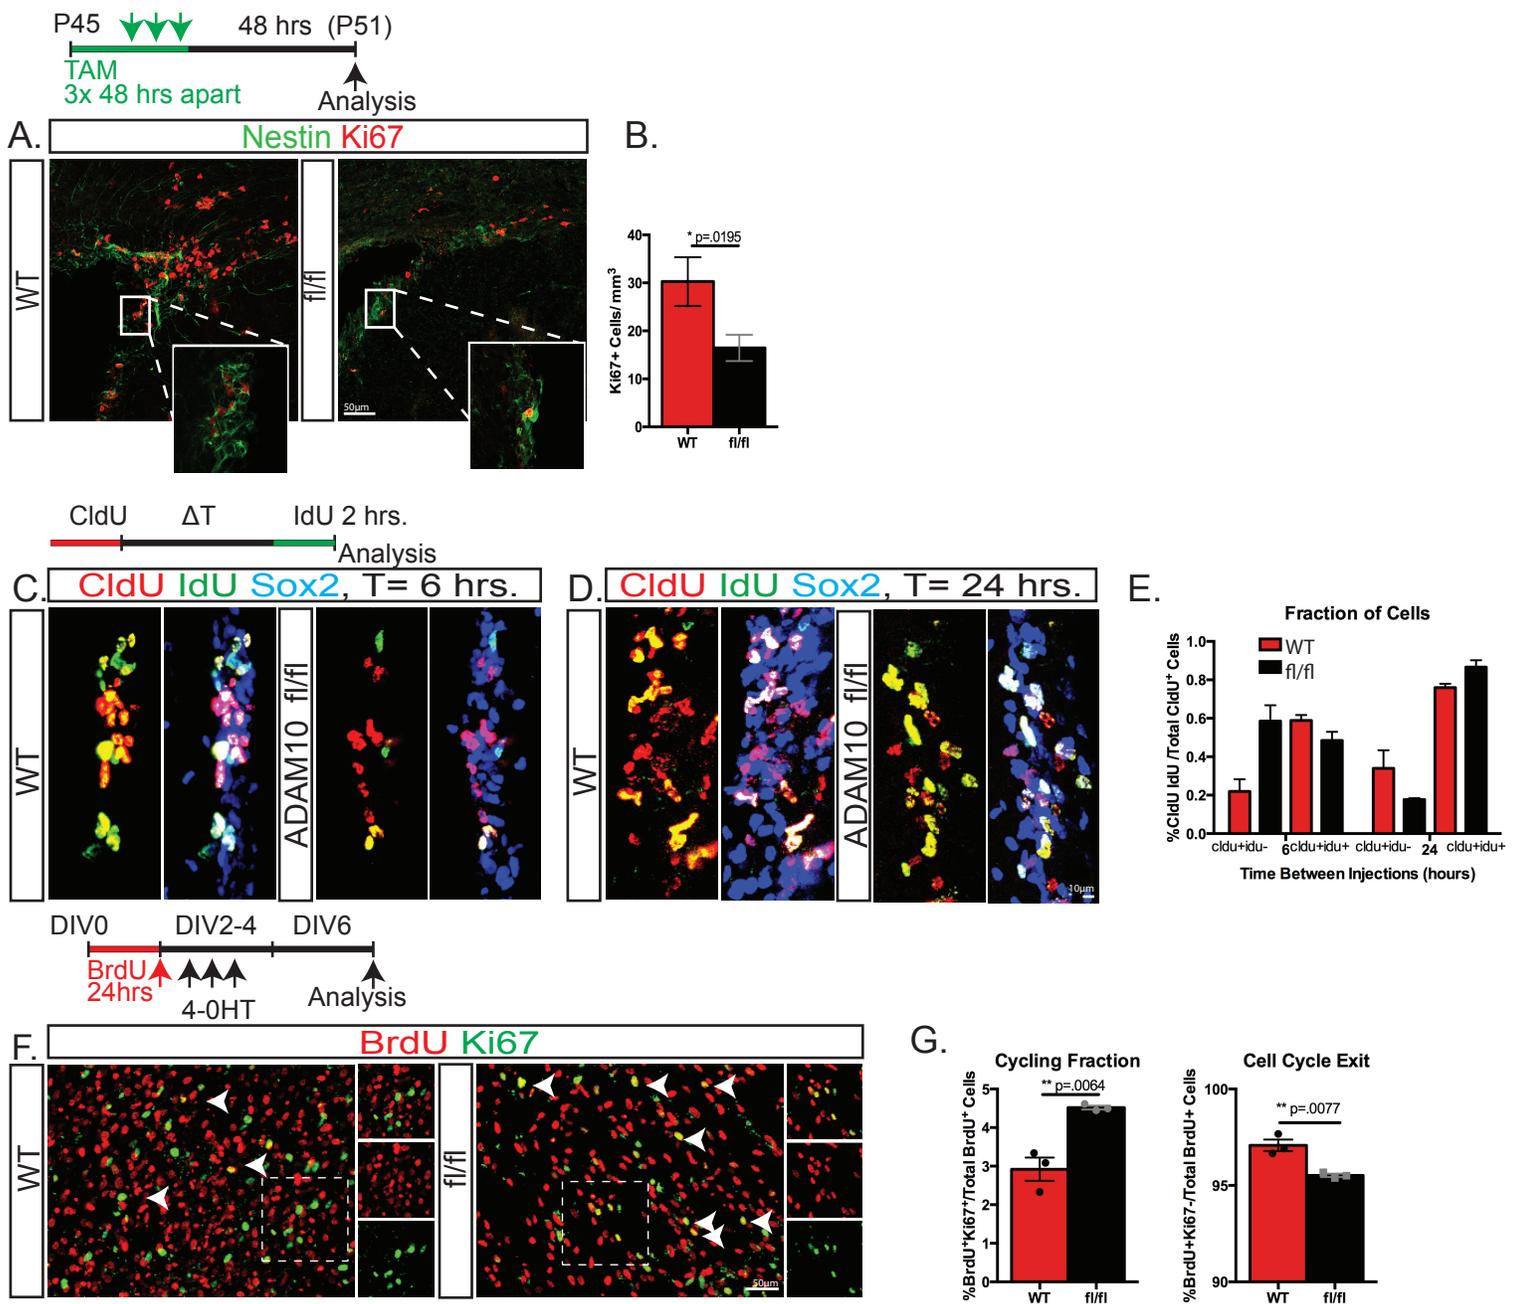 P45 48 hrs (P51)
TAM
3x 48 hrs apart
Analysis
A.
Nestin Ki67
WT
fl/fl
50µm
B.
Ki67+ Cells/ mm³
40
30
20
10
0
* p=.0195
WT fl/fl
CldU ΔT IdU 2 hrs.
Analysis
C.
CldU IdU Sox2, T= 6 hrs.
WT
ADAM10 fl/fl
D.
CldU IdU Sox2, T= 24 hrs.
WT
ADAM10 fl/fl
10µm
E.
Fraction of Cells
%CldU IdU /Total CldU⁺ Cells
1.0
0.8
0.6
0.4
0.2
0.0
WT
fl/fl
cldu+idu- 6 cldu+idu+ cldu+idu- 24 cldu+idu+
Time Between Injections (hours)
DIV0 DIV2-4 DIV6
BrdU
24hrs
4-0HT
Analysis
F.
BrdU Ki67
WT
fl/fl
50µm
G.
Cycling Fraction
%BrdU⁺Ki67⁺/Total BrdU⁺ Cells
5
4
3
2
1
0
** p=.0064
WT fl/fl
Cell Cycle Exit
%BrdU+Ki67-/Total BrdU+ Cells
100
95
90
** p=.0077
WT fl/fl